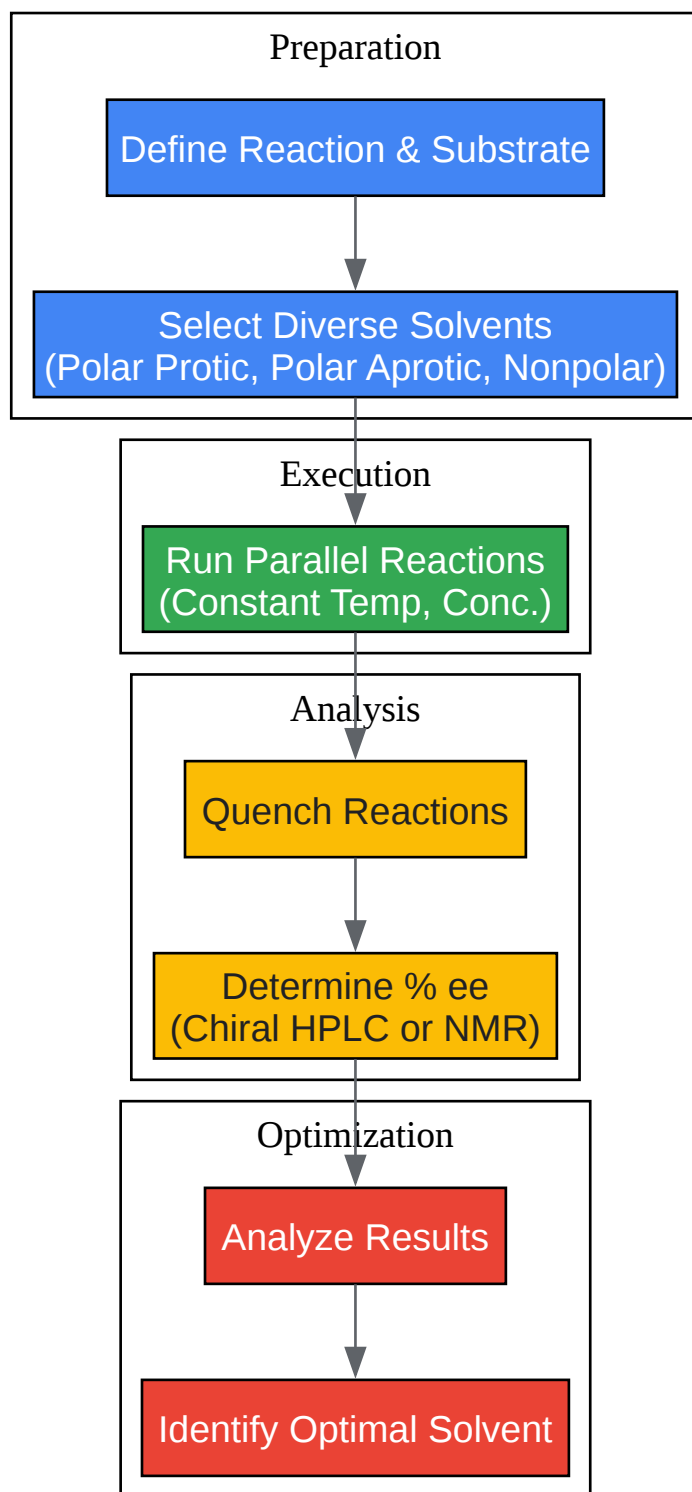 Preparation
Define Reaction & Substrate
Select Diverse Solvents
(Polar Protic, Polar Aprotic, Nonpolar)
Execution
Run Parallel Reactions
(Constant Temp, Conc.)
Analysis
Quench Reactions
Determine % ee
(Chiral HPLC or NMR)
Optimization
Analyze Results
Identify Optimal Solvent